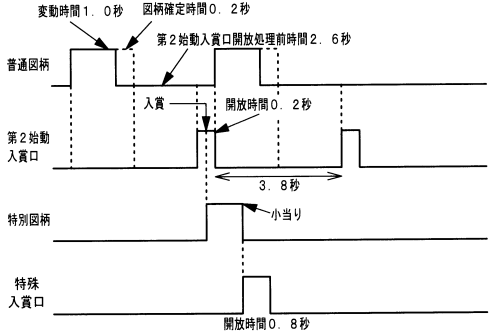 変動時間1.0秒
図柄確定時間0.2秒
第2始動入賞口開放処理前時間2.6秒
普通図柄
入賞
開放時間0.2秒
第2始動
入賞口
3.8秒
特別図柄
小当り
特殊
入賞口
開放時間0.8秒